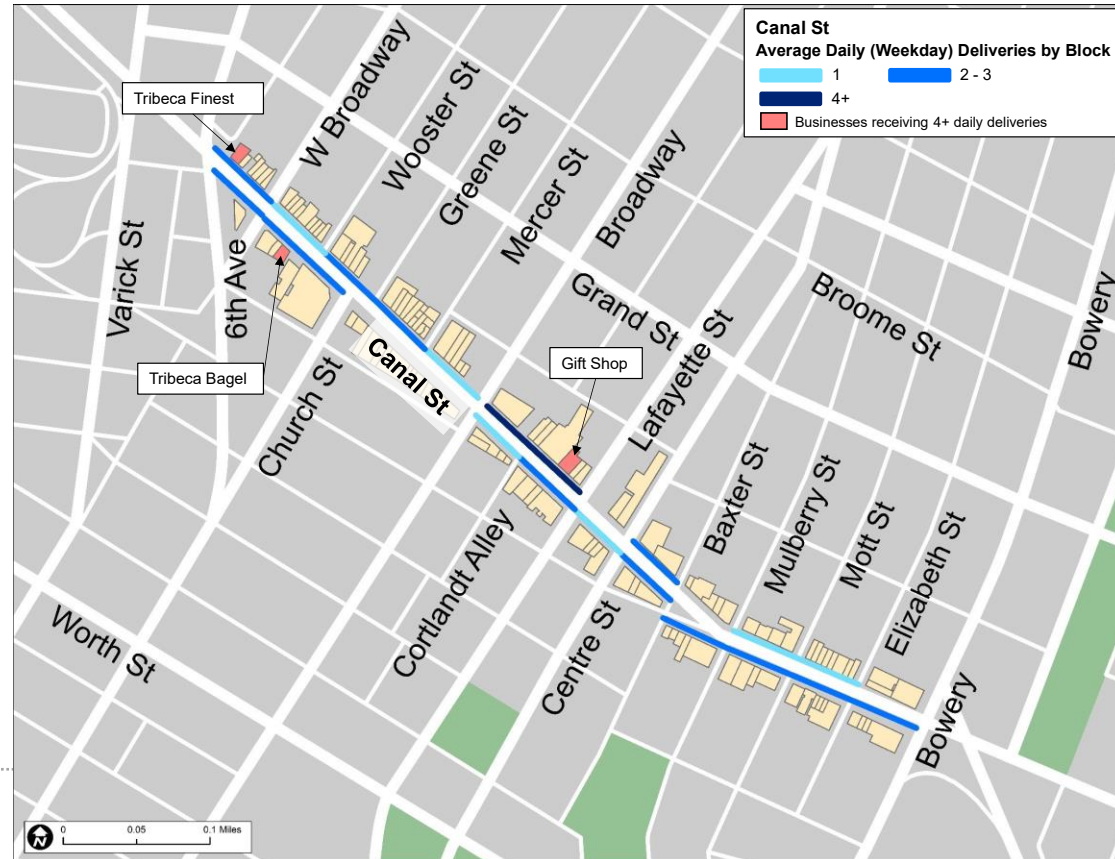 Canal St
Average Daily (Weekday) Deliveries by Block
1
2 - 3
4+
Businesses receiving 4+ daily deliveries
Tribeca Finest
W Broadway
Wooster St
Greene St
Mercer St
Broadway
Varick St
6th Ave
Grand St
Broome St
Bowery
Tribeca Bagel
Canal St
Gift Shop
Lafayette St
Church St
Baxter St
Mulberry St
Mott St
Elizabeth St
Cortlandt Alley
Centre St
Worth St
Bowery
N
0 0.05 0.1 Miles